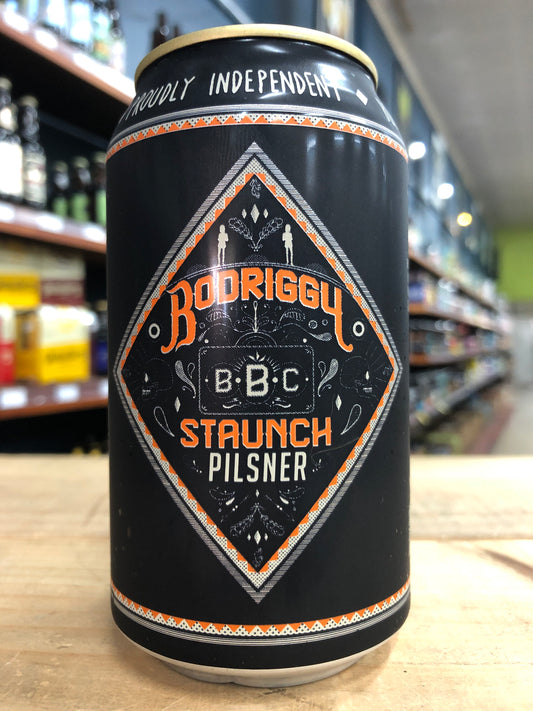 PROUDLY INDEPENDENT
BODRIGGY
B·B·C
STAUNCH
PILSNER